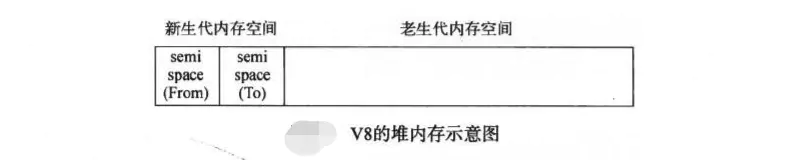 新生代内存空间
老生代内存空间
semi
space
(From)
semi
space
(To)
V8的堆内存示意图